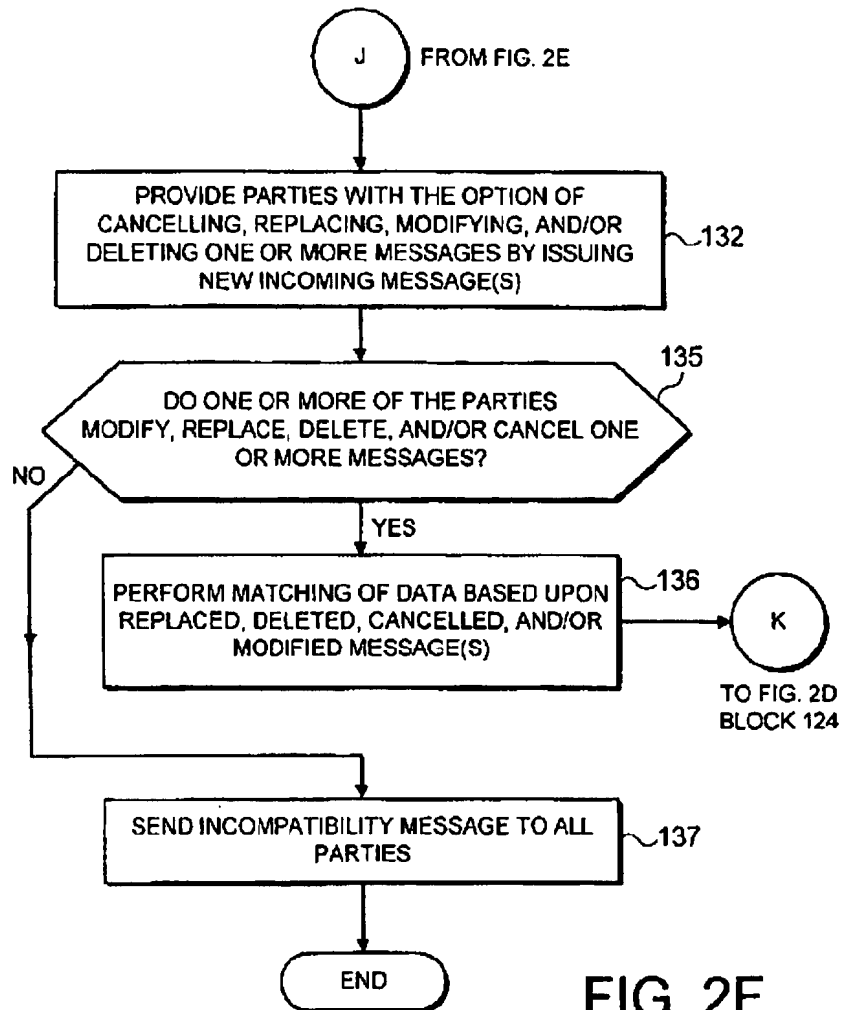 J
FROM FIG. 2E
PROVIDE PARTIES WITH THE OPTION OF
CANCELLING, REPLACING, MODIFYING, AND/OR
DELETING ONE OR MORE MESSAGES BY ISSUING
NEW INCOMING MESSAGE(S)
132
135
DO ONE OR MORE OF THE PARTIES
MODIFY, REPLACE, DELETE, AND/OR CANCEL ONE
OR MORE MESSAGES?
NO
YES
PERFORM MATCHING OF DATA BASED UPON
REPLACED, DELETED, CANCELLED, AND/OR
MODIFIED MESSAGE(S)
136
K
TO FIG. 2D
BLOCK 124
SEND INCOMPATIBILITY MESSAGE TO ALL
PARTIES
137
END
FIG. 2F